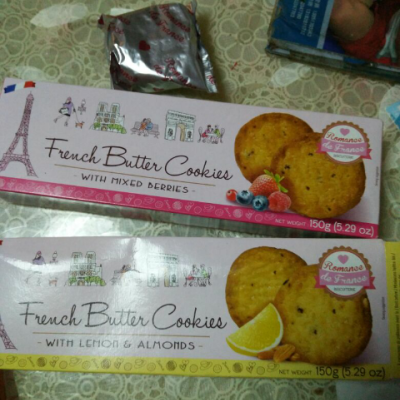 French Butter Cookies
- WITH MIXED BERRIES -
Romance
de France
NET WEIGHT 150g (5.29 oz)
French Butter Cookies
- WITH LEMON & ALMONDS -
Romance
de France
NET WEIGHT 150g (5.29 oz)